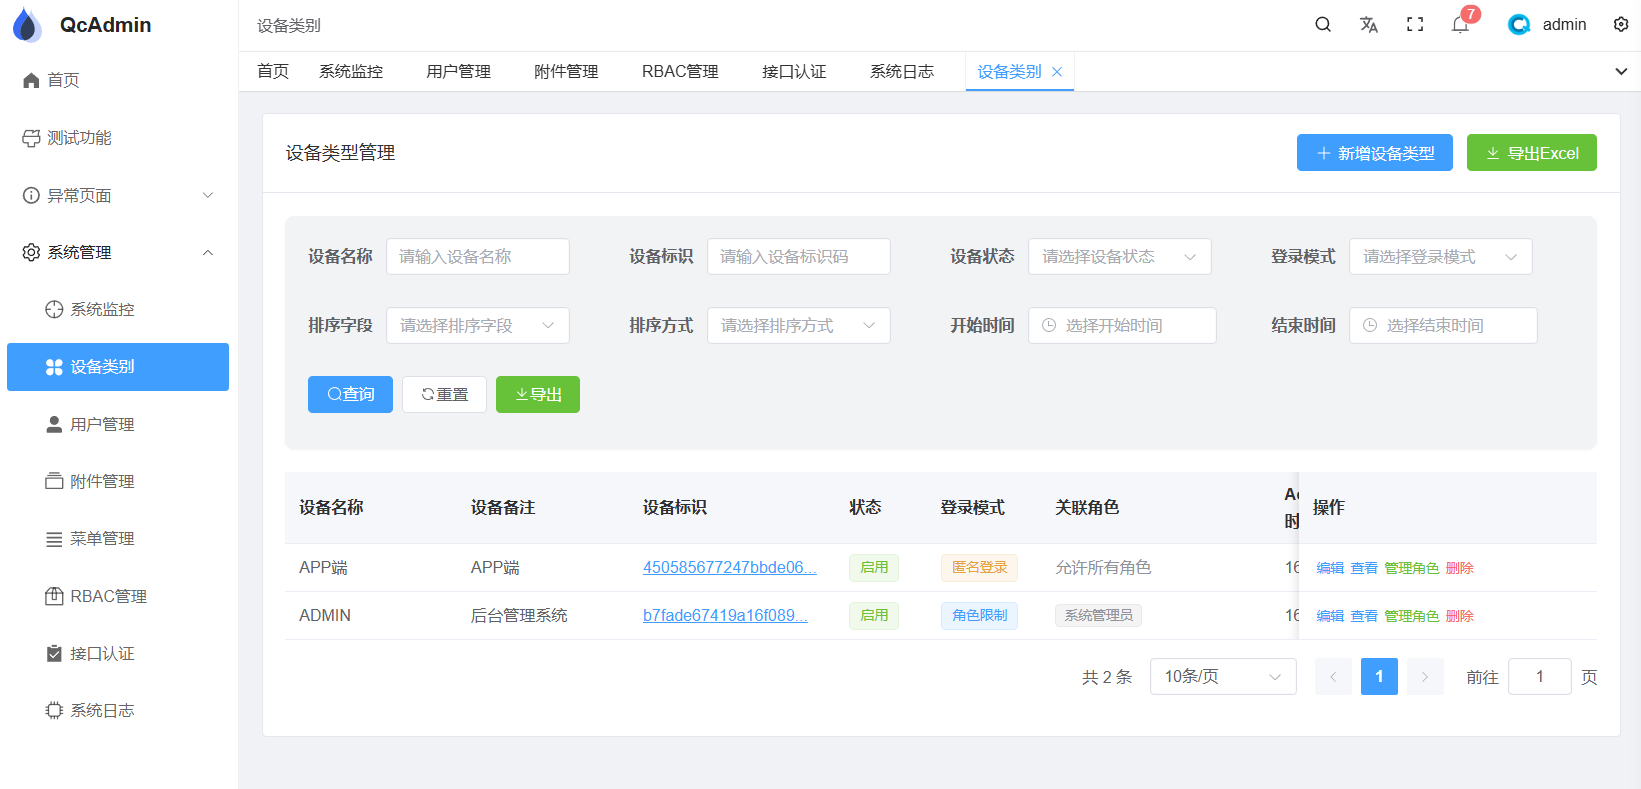 QcAdmin
首页
测试功能
异常页面
系统管理
系统监控
设备类别
用户管理
附件管理
菜单管理
RBAC管理
接口认证
系统日志
设备类别
7
admin
首页 系统监控 用户管理 附件管理 RBAC管理 接口认证 系统日志 设备类别
设备类型管理
新增设备类型 导出Excel
设备名称 请输入设备名称 设备标识 请输入设备标识码 设备状态 请选择设备状态 登录模式 请选择登录模式
排序字段 请选择排序字段 排序方式 请选择排序方式 开始时间 选择开始时间 结束时间 选择结束时间
查询 重置 导出
设备名称 设备备注 设备标识 状态 登录模式 关联角色 时 操作
APP端 APP端 450585677247bbde06... 启用 匿名登录 允许所有角色 16 编辑 查看 管理角色 删除
ADMIN 后台管理系统 b7fade67419a16f089... 启用 角色限制 系统管理员 16 编辑 查看 管理角色 删除
共 2 条 10条/页 1 前往 1 页